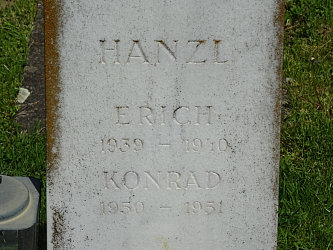 HANZL
ERICH
1939 - 1940
KONRAD
1950 - 1951